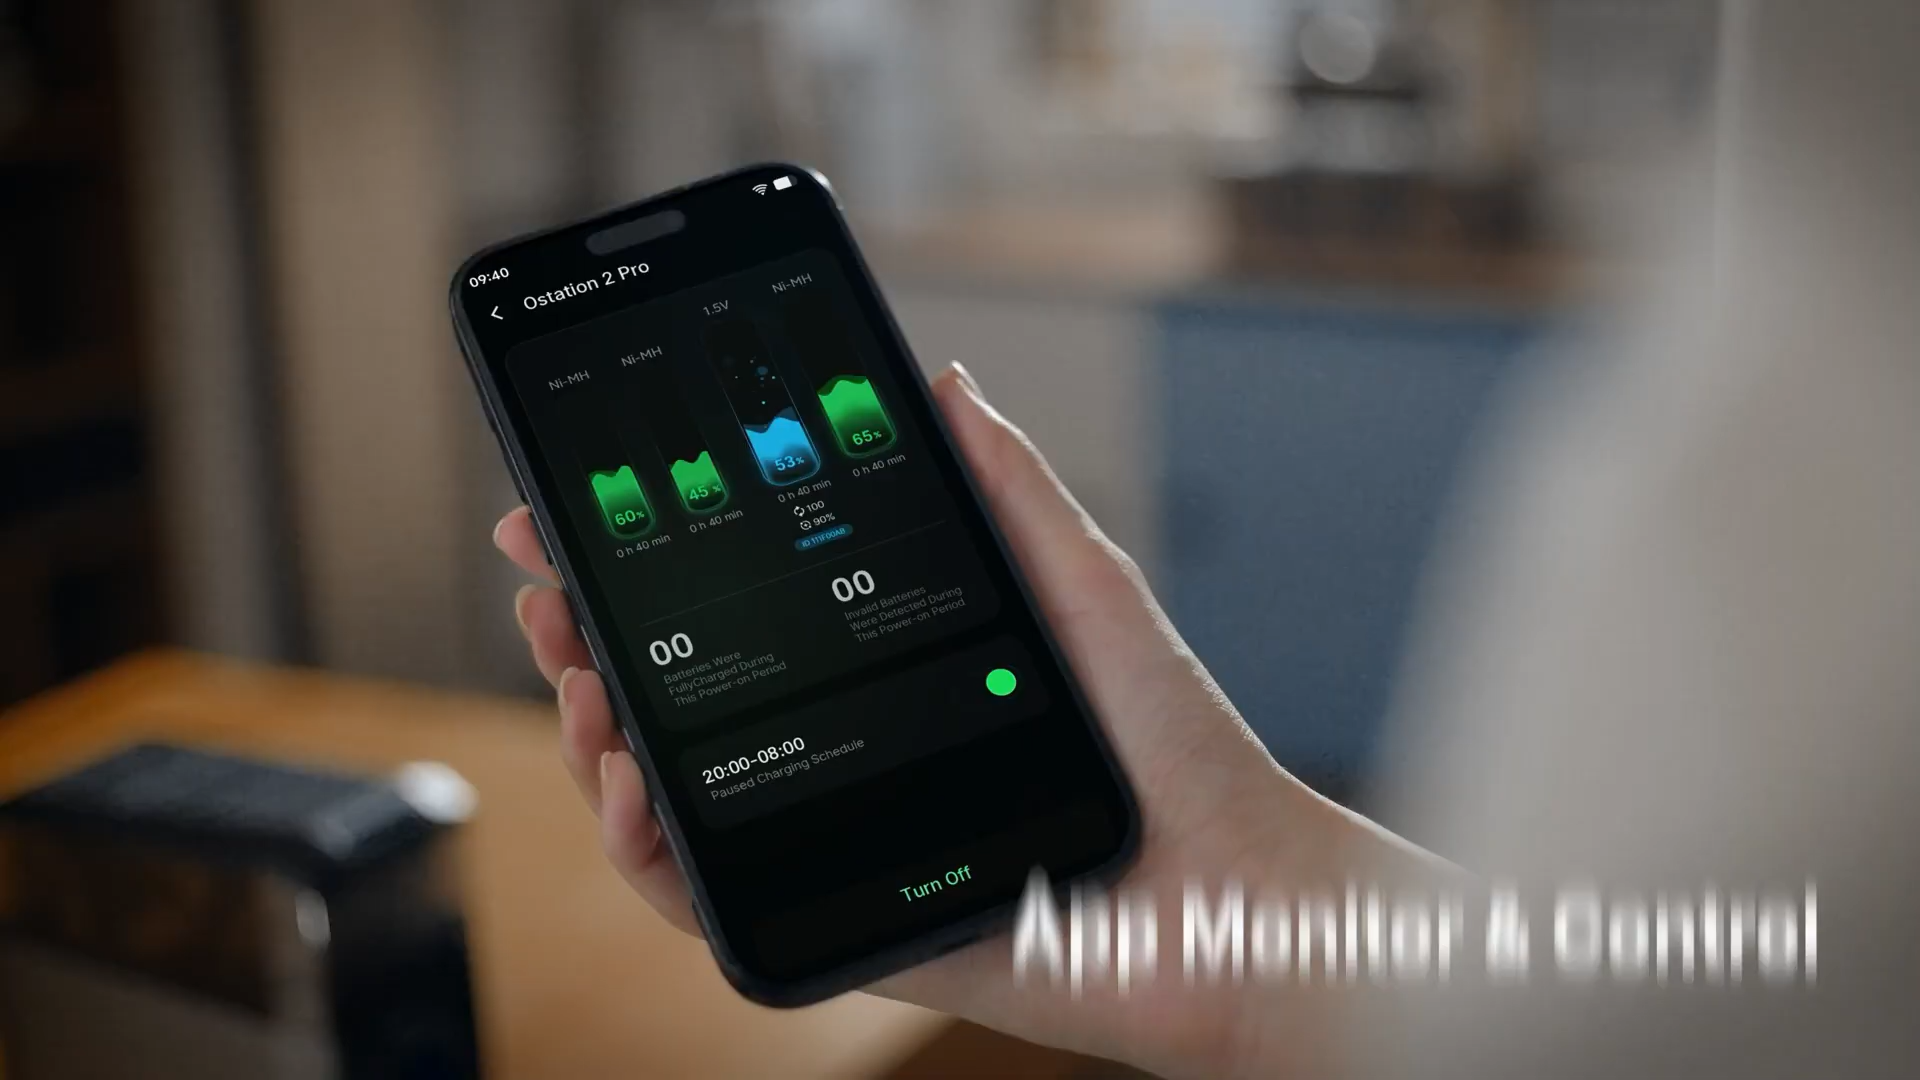 09:40
Ostation 2 Pro
Ni-MH
Ni-MH
1.5V
Ni-MH
60%
45%
53%
65%
0 h 40 min
0 h 40 min
0 h 40 min
0 h 40 min
100
90%
ID 111F00AB
00
Batteries Were
FullyCharged During
This Power-on Period
00
Invalid Batteries
Were Detected During
This Power-on Period
20:00-08:00
Paused Charging Schedule
Turn Off
App Monitor & Control